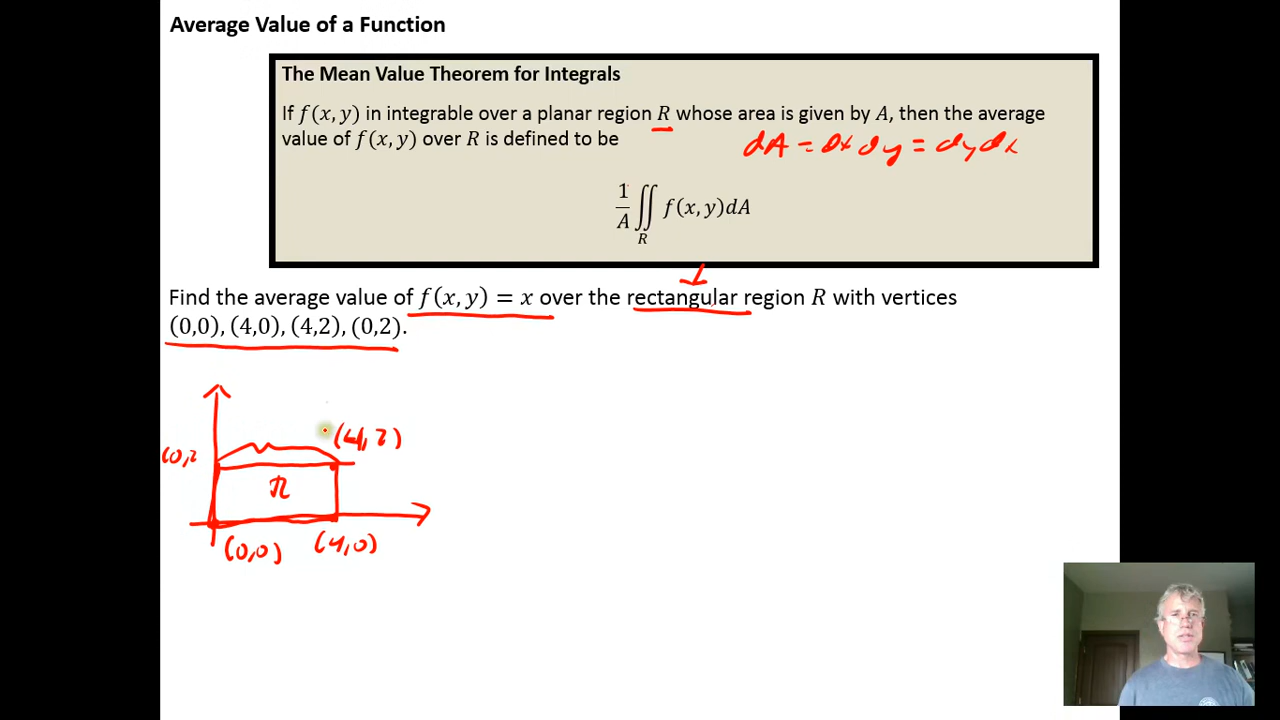 Average Value of a Function
The Mean Value Theorem for Integrals
If f(x, y) in integrable over a planar region R whose area is given by A, then the average
value of f(x, y) over R is defined to be
dA = dx dy = dy dx
1/A ∬_R f(x, y)dA
Find the average value of f(x, y) = x over the rectangular region R with vertices
(0,0), (4,0), (4,2), (0,2).
(4,2)
(0,2
R
(0,0) (4,0)